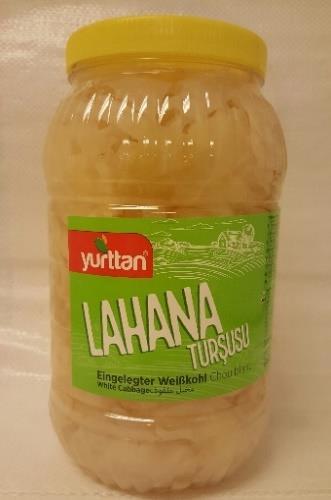 yurttan
LAHANA
TURŞUSU
Eingelegter Weißkohl Chou blanc
White Cabbage مخلل ملفوف